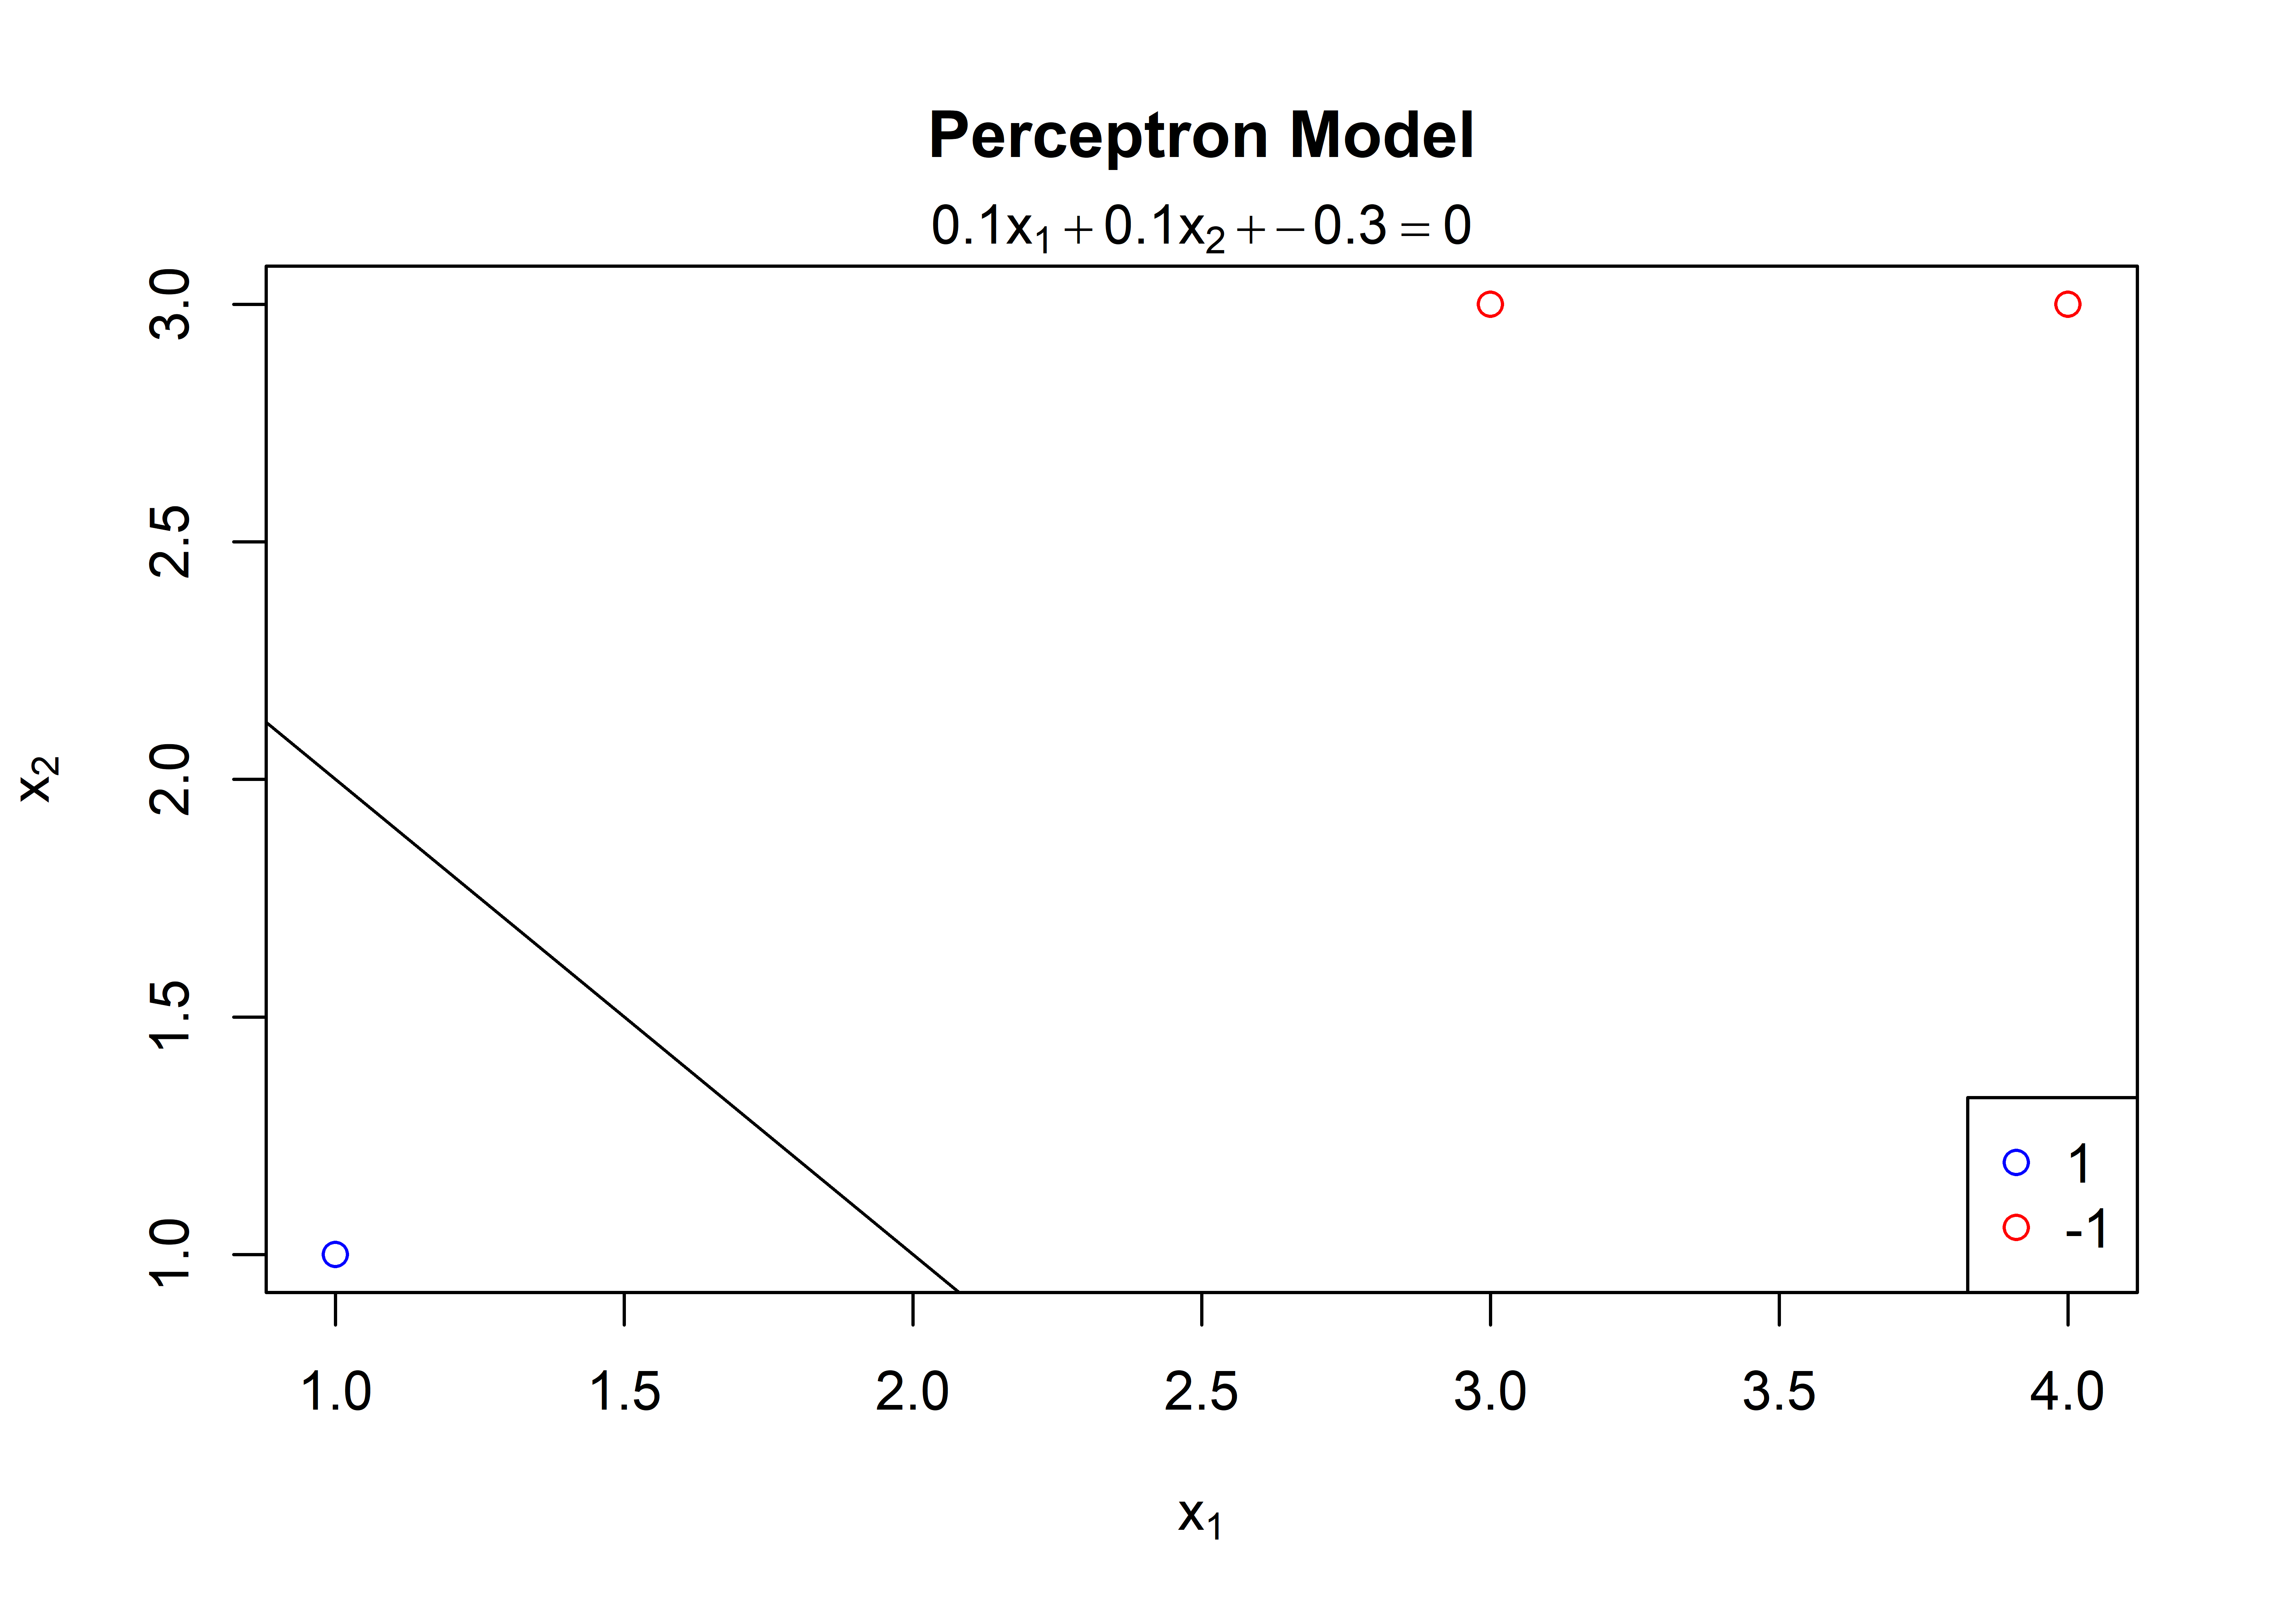 Perceptron Model
0.1x₁ + 0.1x₂ + −0.3 = 0
3.0
2.5
2.0
1.5
1.0
x₂
1
-1
1.0 1.5 2.0 2.5 3.0 3.5 4.0
x₁